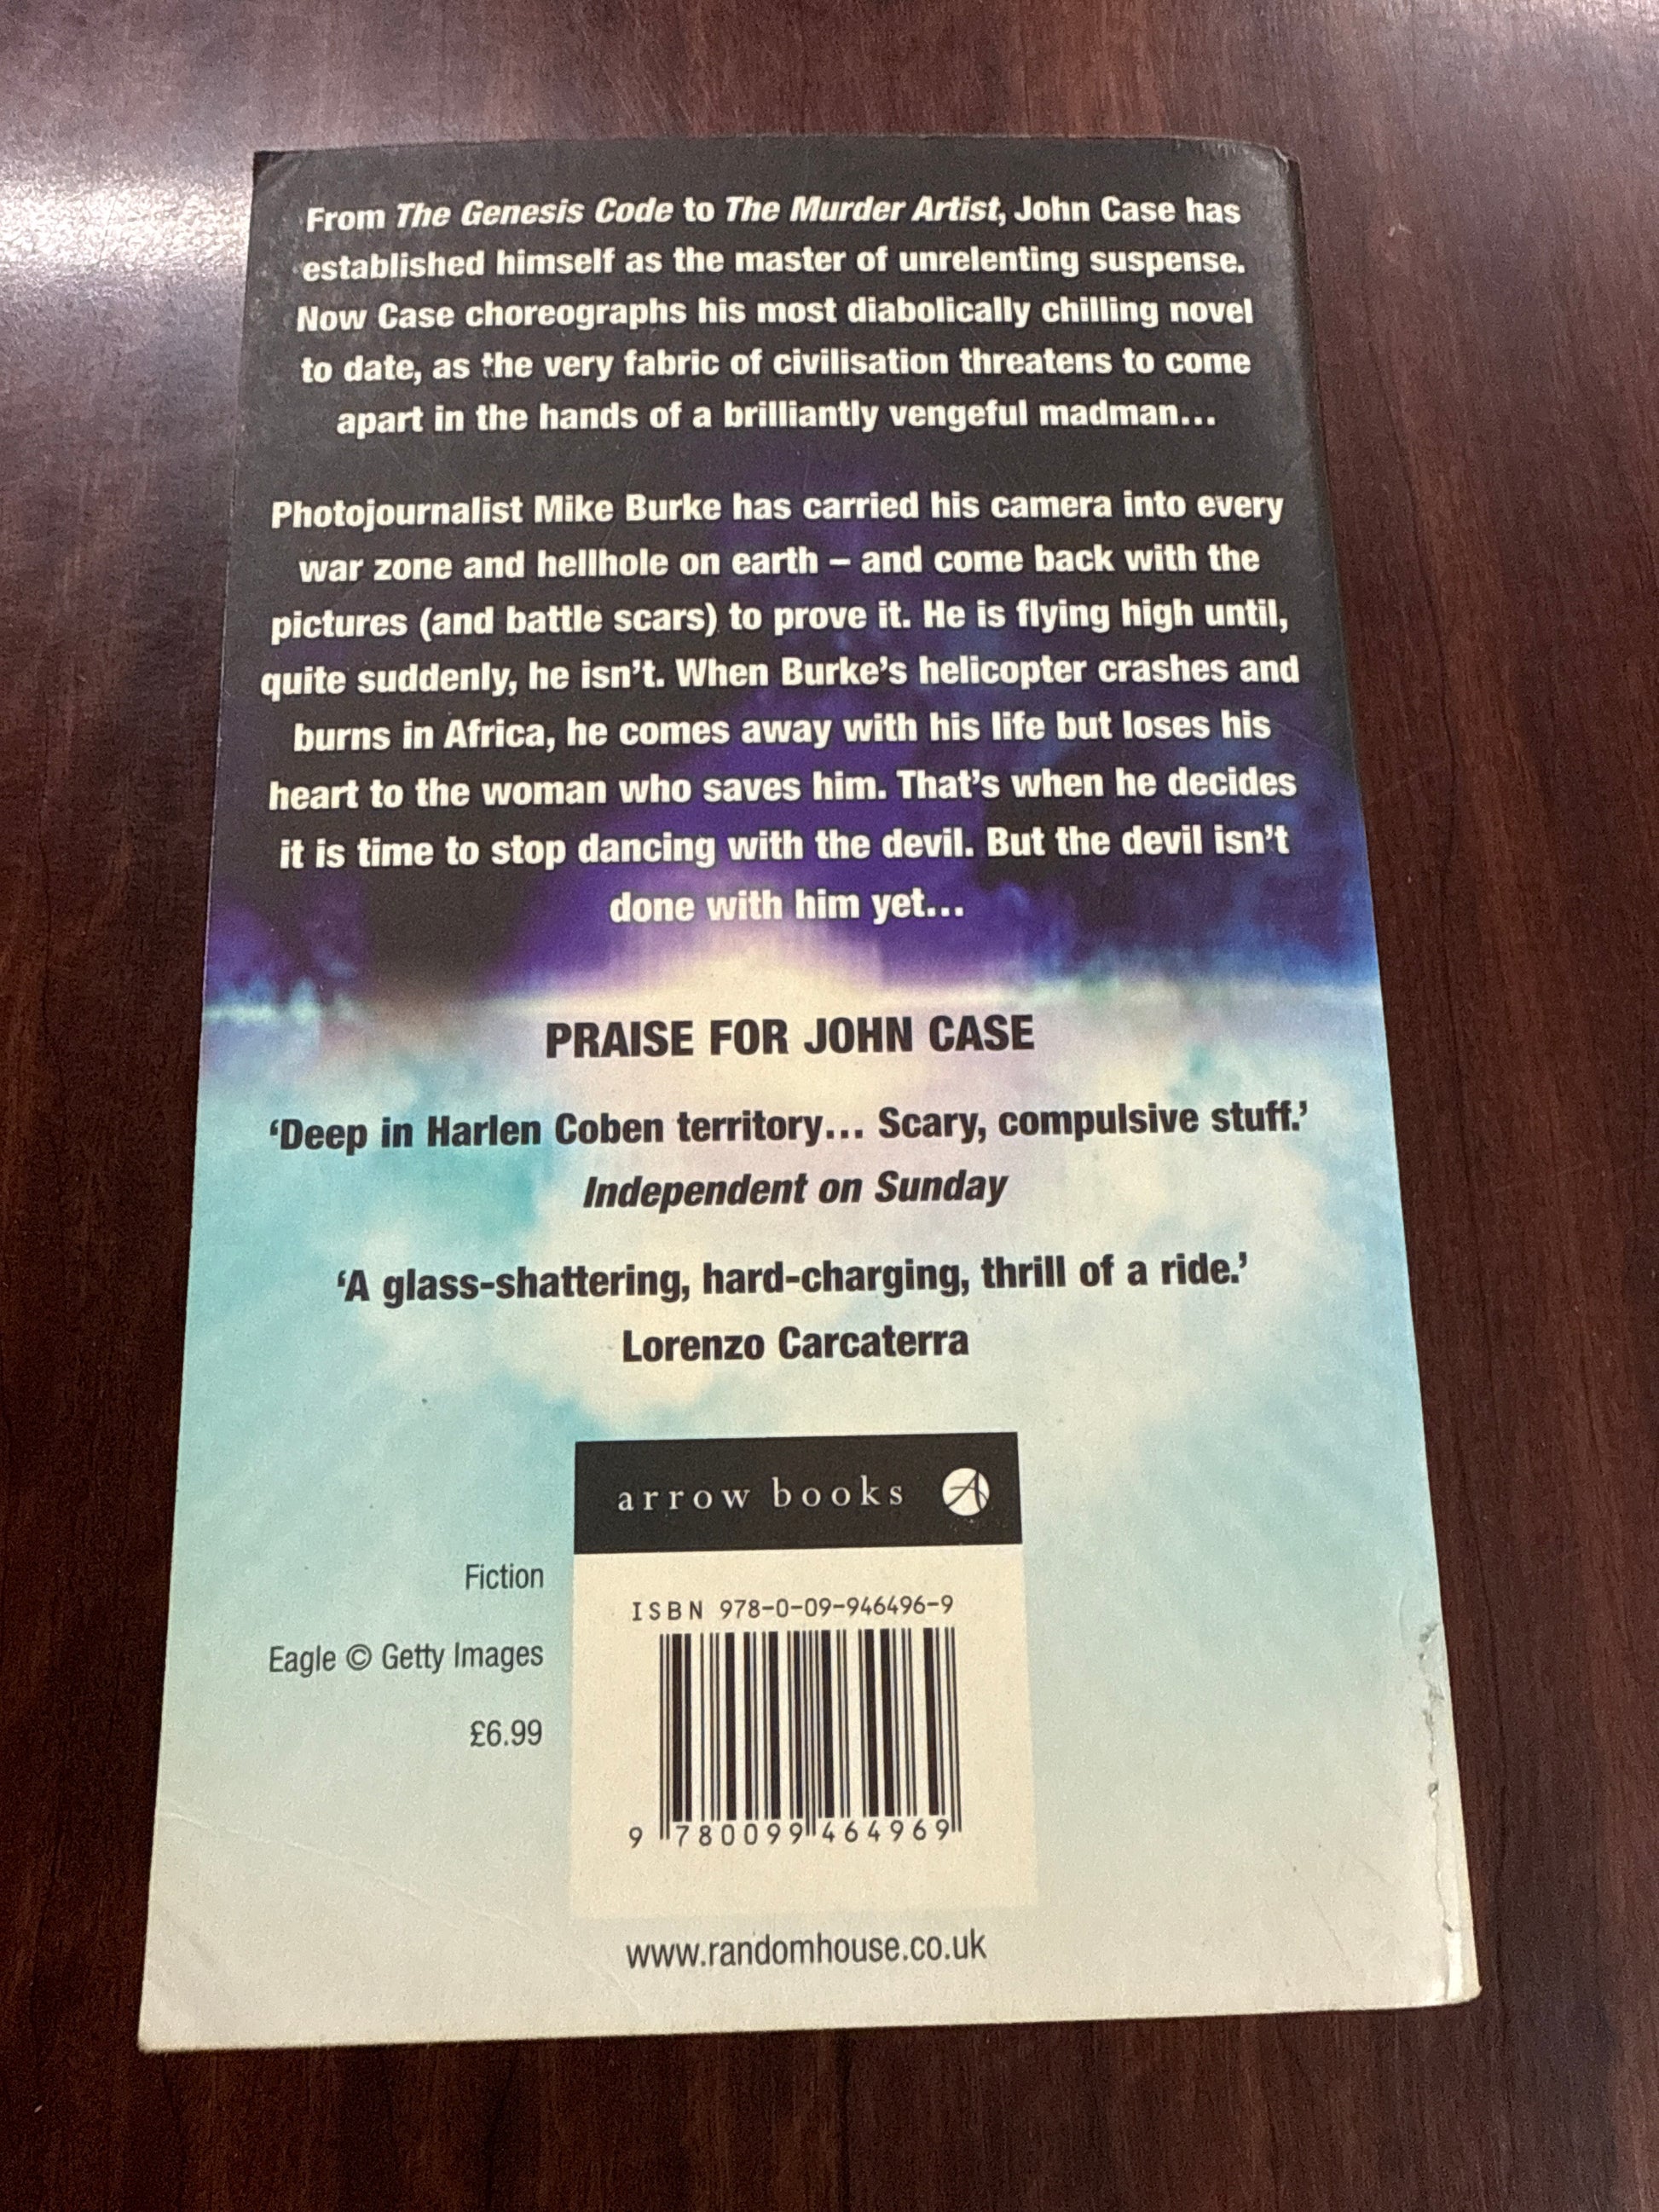 From The Genesis Code to The Murder Artist, John Case has
established himself as the master of unrelenting suspense.
Now Case choreographs his most diabolically chilling novel
to date, as the very fabric of civilisation threatens to come
apart in the hands of a brilliantly vengeful madman...
Photojournalist Mike Burke has carried his camera into every
war zone and hellhole on earth – and come back with the
pictures (and battle scars) to prove it. He is flying high until,
quite suddenly, he isn't. When Burke's helicopter crashes and
burns in Africa, he comes away with his life but loses his
heart to the woman who saves him. That's when he decides
it is time to stop dancing with the devil. But the devil isn't
done with him yet...
PRAISE FOR JOHN CASE
‘Deep in Harlen Coben territory... Scary, compulsive stuff.’
Independent on Sunday
‘A glass-shattering, hard-charging, thrill of a ride.’
Lorenzo Carcaterra
arrow books A
Fiction
Eagle © Getty Images
£6.99
ISBN 978-0-09-946496-9
9 780099 464969
www.randomhouse.co.uk